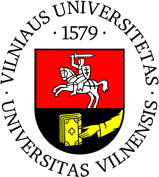 VILNIAUS UNIVERSITETAS
· 1579 ·
UNIVERSITAS VILNENSIS